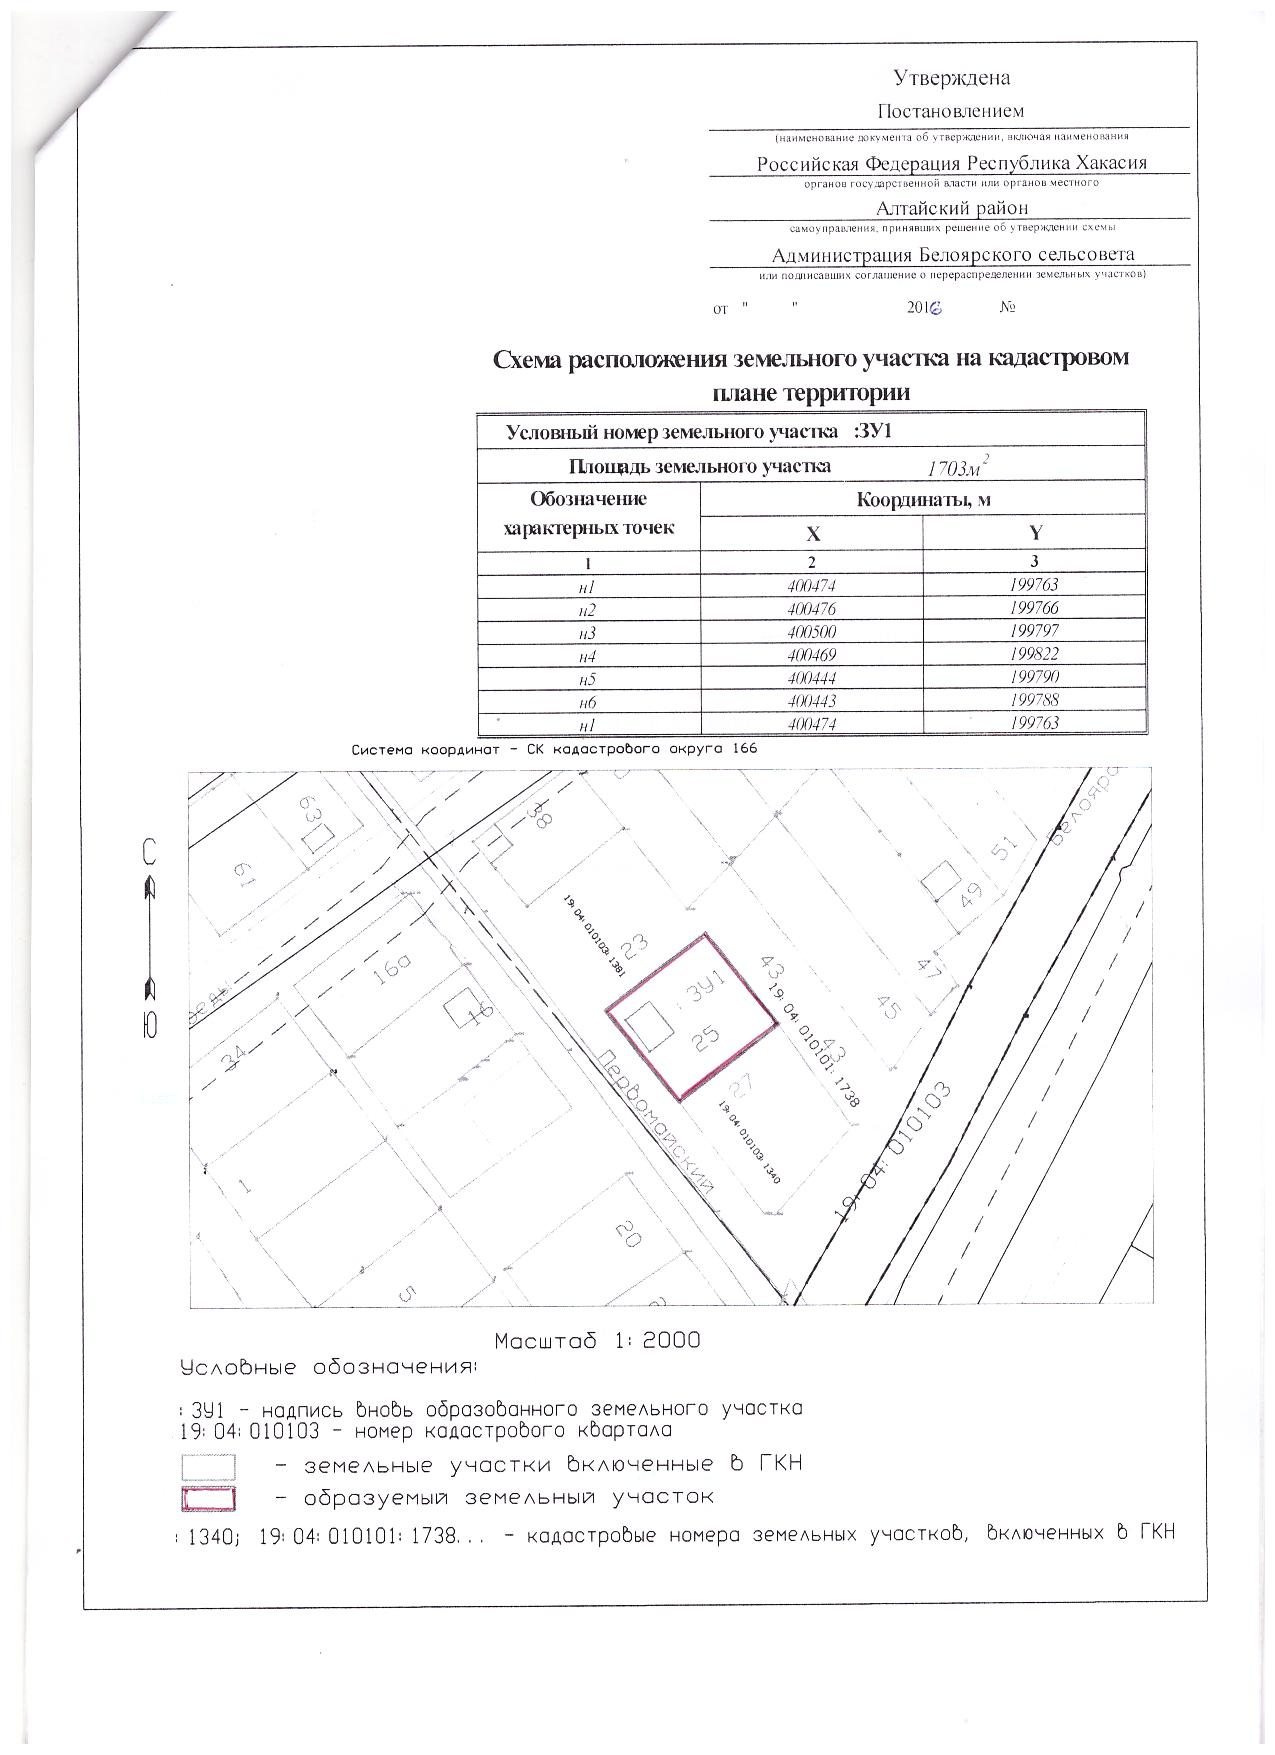 Утверждена
Постановлением
(наименование документа об утверждении, включая наименования
Российская Федерация Республика Хакасия
органов государственной власти или органов местного
Алтайский район
самоуправления, принявших решение об утверждении схемы
Администрация Белоярского сельсовета
или подписавших соглашение о перераспределении земельных участков)
от " " 2016 №
Схема расположения земельного участка на кадастровом
плане территории
Условный номер земельного участка :ЗУ1
Площадь земельного участка 1703м²
Обозначение характерных точек Координаты, м
X Y
1 2 3
н1 400474 199763
н2 400476 199766
н3 400500 199797
н4 400469 199822
н5 400444 199790
н6 400443 199788
н1 400474 199763
Система координат - СК кадастрового округа 166
С
Ю
63
61
38
16а
16
34
1
5
20
23
19:04:010103:1381
:ЗУ1
25
27
19:04:010103:1340
43
19:04:010101:1738
43
45
47
49
51
Первомайский
19:04:010103
Масштаб 1:2000
Условные обозначения:
:ЗУ1 - надпись вновь образованного земельного участка
19:04:010103 - номер кадастрового квартала
- земельные участки включенные в ГКН
- образуемый земельный участок
:1340; 19:04:010101:1738... - кадастровые номера земельных участков, включенных в ГКН